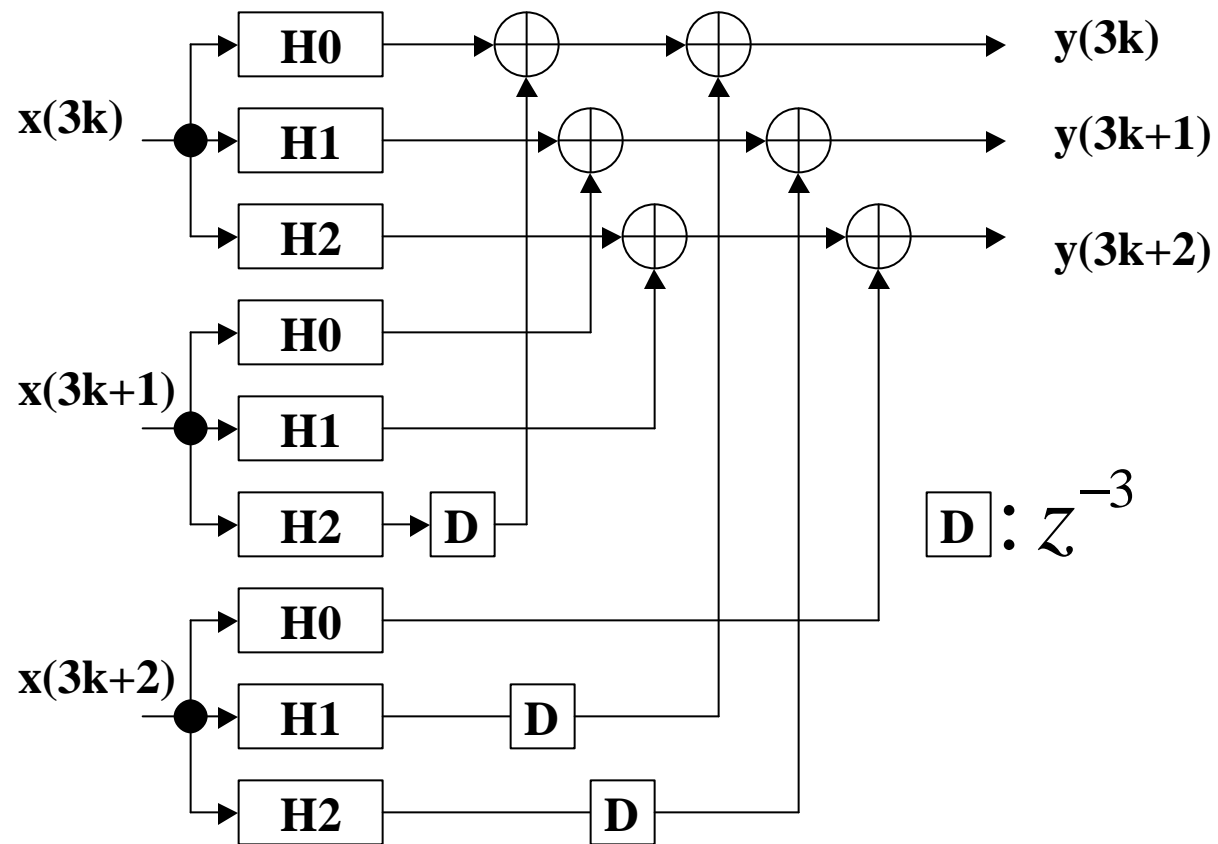 H0
y(3k)
x(3k)
H1
y(3k+1)
H2
y(3k+2)
H0
x(3k+1)
H1
H2
D
D : z⁻³
H0
x(3k+2)
H1
D
H2
D